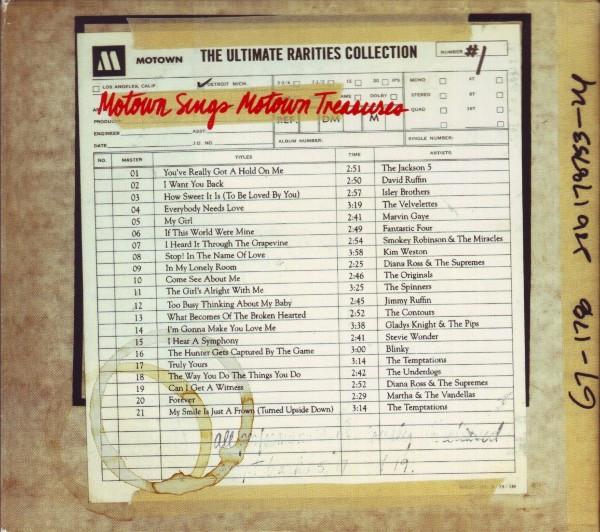 M MOTOWN THE ULTIMATE RARITIES COLLECTION NUMBER #1
LOS ANGELES, CALIF. DETROIT MICH. 15 30 IPS MONO 4T
Motown Sings Motown Treasures
DOLBY STEREO 8T
QUAD 16T
PRODUCER REF. DM M
ENGINEER ASST.
DATE J.O. NO. ALBUM NUMBER: SINGLE NUMBER:
NO. MASTER TITLES TIME ARTISTS
01 You've Really Got A Hold On Me 2:51 The Jackson 5
02 I Want You Back 2:50 David Ruffin
03 How Sweet It Is (To Be Loved By You) 2:57 Isley Brothers
04 Everybody Needs Love 3:19 The Velvelettes
05 My Girl 2:41 Marvin Gaye
06 If This World Were Mine 2:49 Fantastic Four
07 I Heard It Through The Grapevine 2:54 Smokey Robinson & The Miracles
08 Stop! In The Name Of Love 3:58 Kim Weston
09 In My Lonely Room 2:25 Diana Ross & The Supremes
10 Come See About Me 2:46 The Originals
11 The Girl's Alright With Me 3:25 The Spinners
12 Too Busy Thinking About My Baby 2:45 Jimmy Ruffin
13 What Becomes Of The Broken Hearted 2:52 The Contours
14 I'm Gonna Make You Love Me 3:38 Gladys Knight & The Pips
15 I Hear A Symphony 2:41 Stevie Wonder
16 The Hunter Gets Captured By The Game 3:00 Blinky
17 Truly Yours 3:14 The Temptations
18 The Way You Do The Things You Do 2:42 The Underdogs
19 Can I Get A Witness 2:52 Diana Ross & The Supremes
20 Forever 2:29 Martha & The Vandellas
21 My Smile Is Just A Frown (Turned Upside Down) 3:14 The Temptations
all